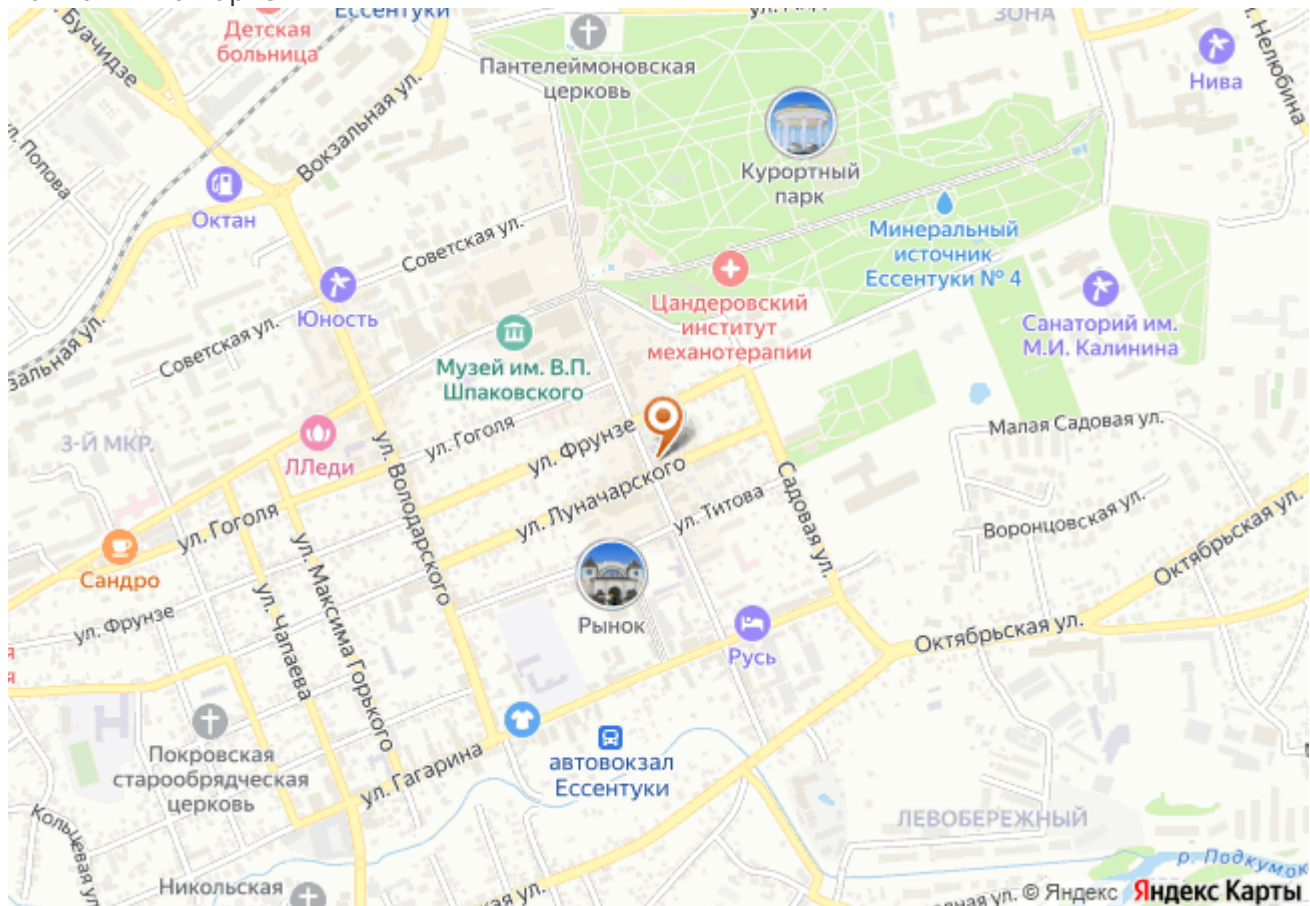 Буачидзе
Детская
больница
Ессентуки
Пантелеймоновская
церковь
ЗОНА
Нива
ул. Нелюбина
ул. Попова
Вокзальная ул.
Октан
Курортный
парк
Минеральный
источник
Ессентуки № 4
Советская ул.
Юность
Советская ул.
Цандеровский
институт
механотерапии
Санаторий им.
М.И. Калинина
Музей им. В.П.
Шпаковского
3-Й МКР.
ЛЛеди
ул. Гоголя
ул. Фрунзе
Малая Садовая ул.
ул. Володарского
ул. Луначарского
ул. Титова
Садовая ул.
Воронцовская ул.
Октябрьская ул.
ул. Гоголя
Сандро
ул. Максима Горького
ул. Чапаева
ул. Фрунзе
Рынок
Русь
Октябрьская ул.
Покровская
старообрядческая
церковь
ул. Гагарина
автовокзал
Ессентуки
ЛЕВОБЕРЕЖНЫЙ
Кольцевая ул.
Никольская
р. Подкумок
© Яндекс Яндекс Карты